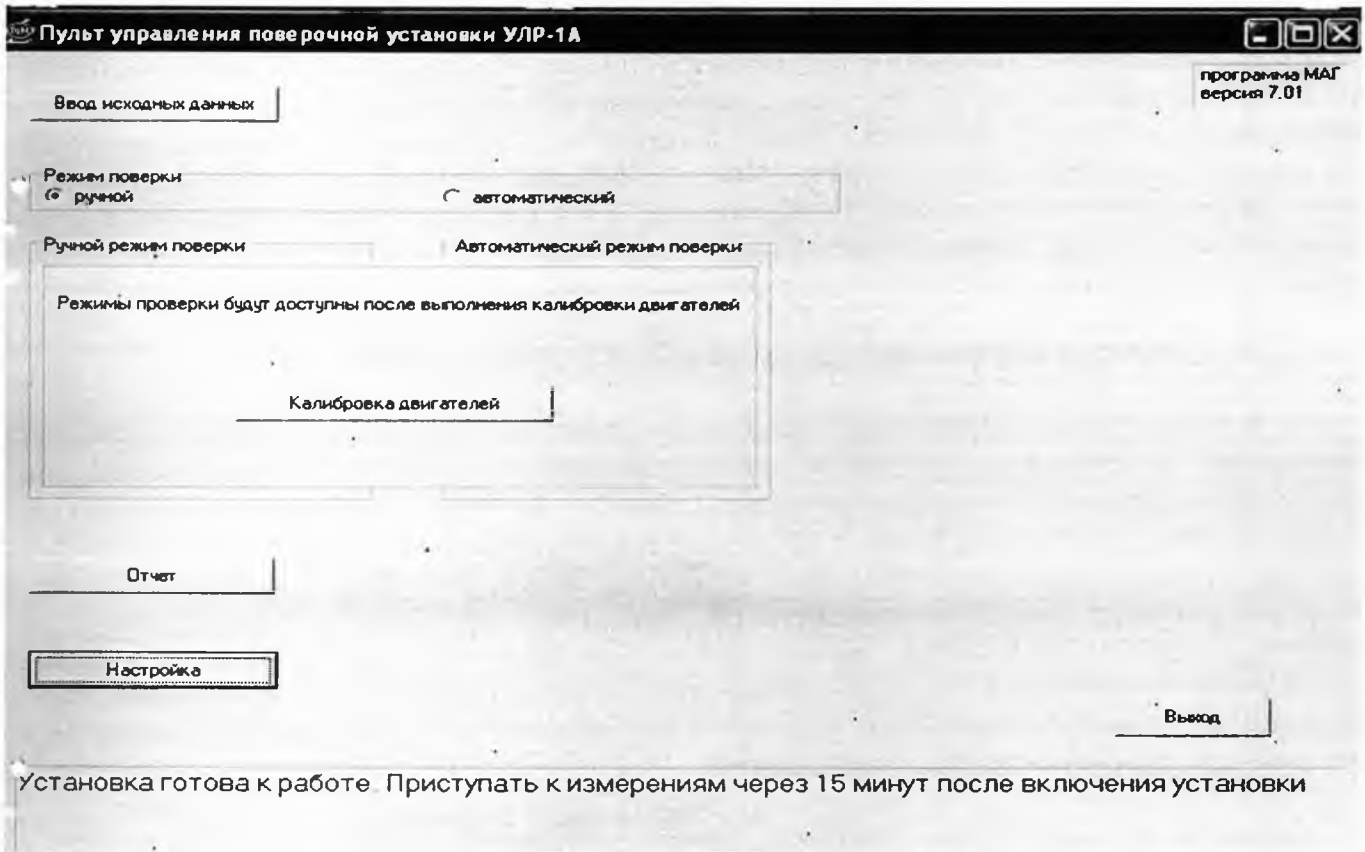 Пульт управления поверочной установки УЛР-1А
программа МАГ
версия 7.01
Ввод исходных данных
Режим поверки
ручной
автоматический
Ручной режим поверки
Автоматический режим поверки
Режимы проверки будут доступны после выполнения калибровки двигателей
Калибровка двигателей
Отчет
Настройка
Выход
Установка готова к работе. Приступать к измерениям через 15 минут после включения установки